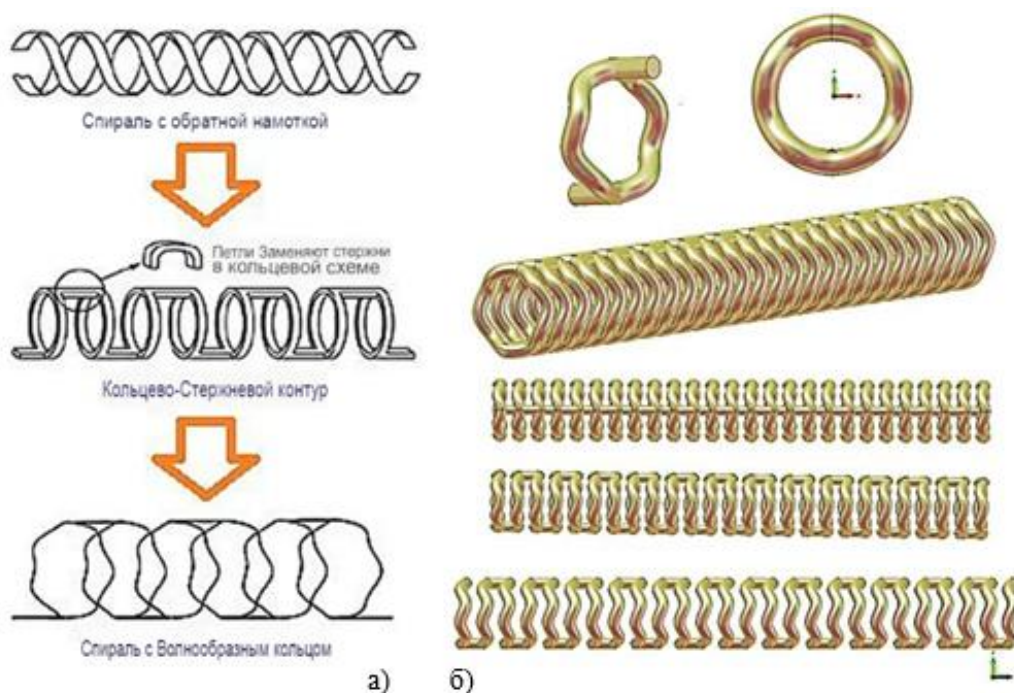 Спираль с обратной намоткой
Петли Заменяют стержни
в кольцевой схеме
Кольцево-Стержневой контур
Спираль с Волнообразным кольцом
а)
б)